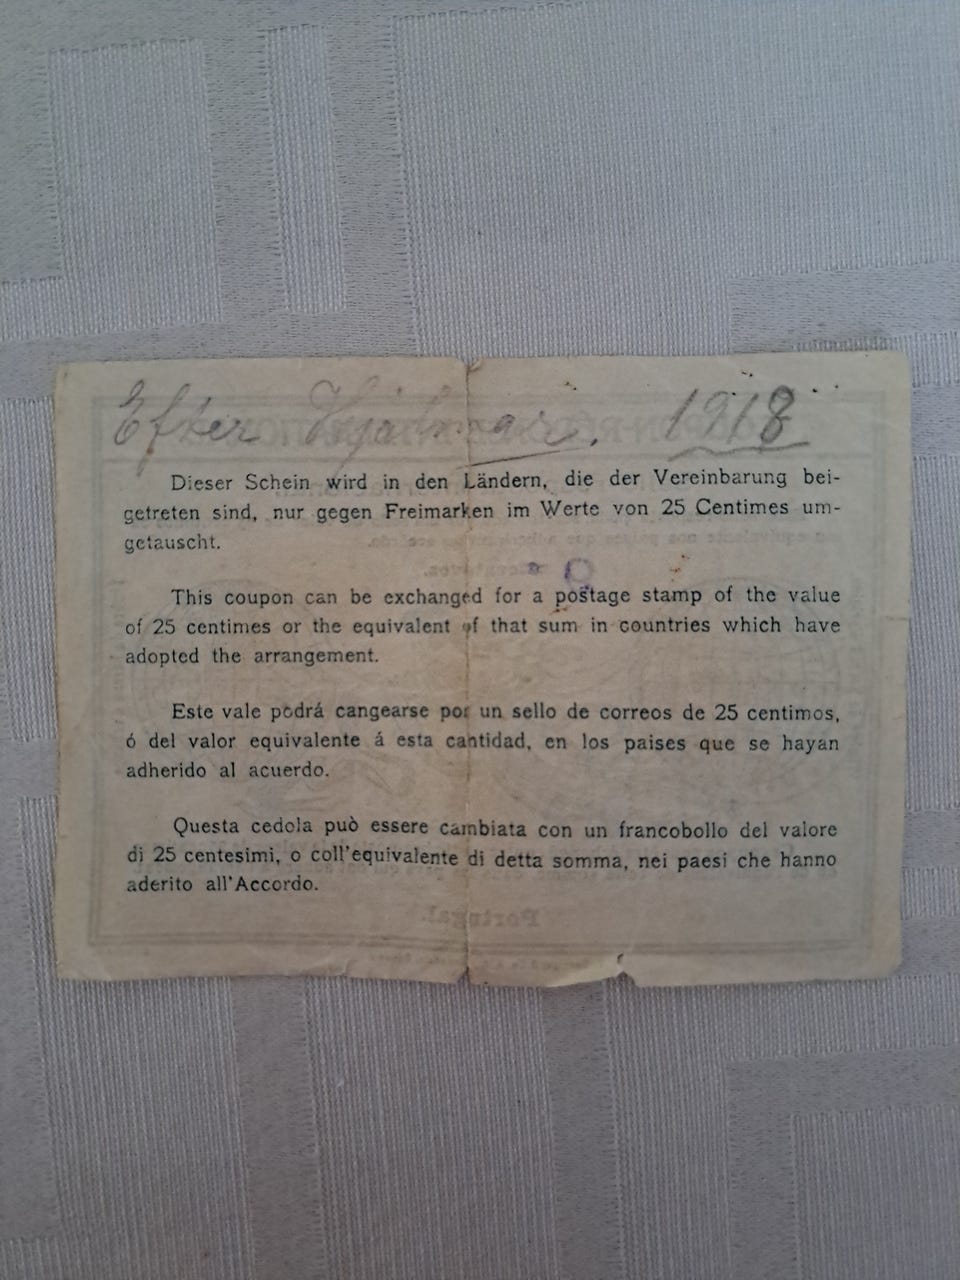 Efter Hjalmar. 1918
Dieser Schein wird in den Ländern, die der Vereinbarung bei-
getreten sind, nur gegen Freimarken im Werte von 25 Centimes um-
getauscht.
This coupon can be exchanged for a postage stamp of the value
of 25 centimes or the equivalent of that sum in countries which have
adopted the arrangement.
Este vale podrá cangearse por un sello de correos de 25 centimos,
ó del valor equivalente á esta cantidad, en los paises que se hayan
adherido al acuerdo.
Questa cedola può essere cambiata con un francobollo del valore
di 25 centesimi, o coll'equivalente di detta somma, nei paesi che hanno
aderito all'Accordo.
Portugal.